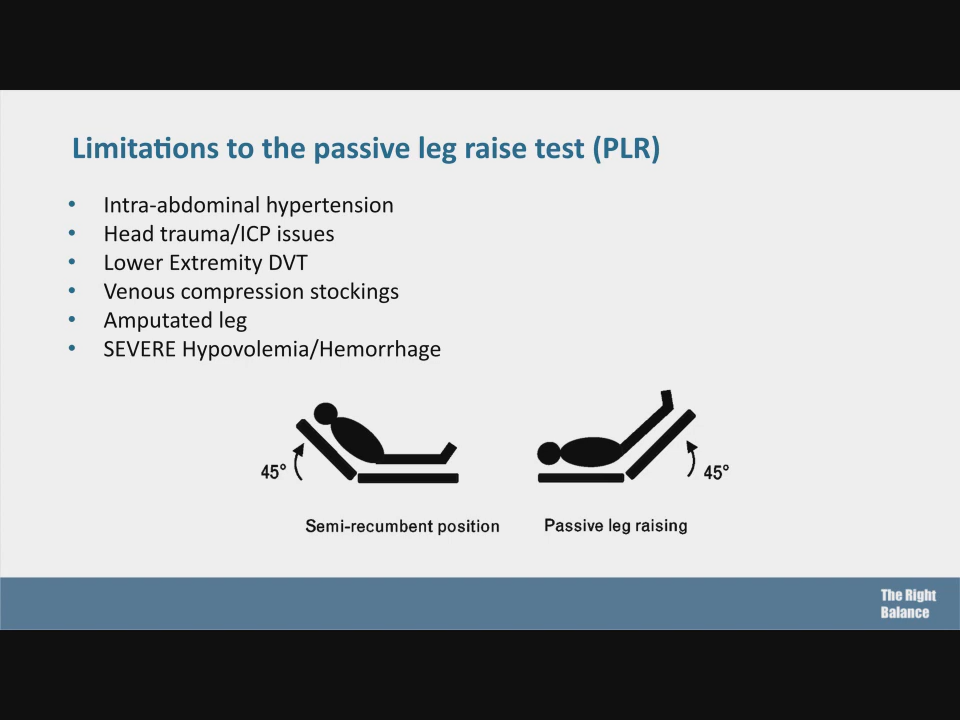 Limitations to the passive leg raise test (PLR)
• Intra-abdominal hypertension
• Head trauma/ICP issues
• Lower Extremity DVT
• Venous compression stockings
• Amputated leg
• SEVERE Hypovolemia/Hemorrhage
45°
45°
Semi-recumbent position
Passive leg raising
The Right
Balance